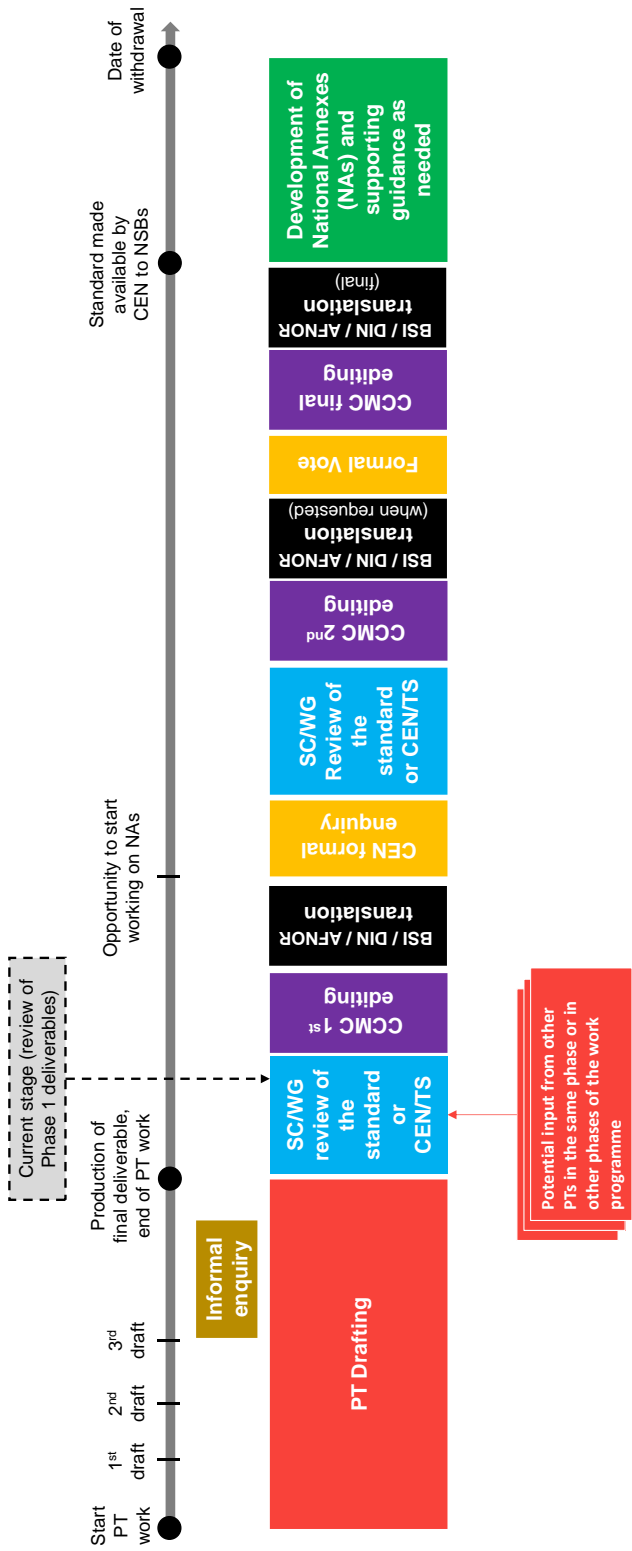 Current stage (review of
Phase 1 deliverables)
Start
PT
work
1st
draft
2nd
draft
3rd
draft
Production of
final deliverable,
end of PT work
Opportunity to start
working on NAs
Standard made
available by
CEN to NSBs
Date of
withdrawal
Informal
enquiry
PT Drafting
SC/WG
review of
the
standard
or
CEN/TS
CCMC 1st
editing
BSI / DIN / AFNOR
translation
CEN formal
enquiry
SC/WG
Review of
the
standard
or CEN/TS
CCMC 2nd
editing
BSI / DIN / AFNOR
translation
(when requested)
Formal Vote
CCMC final
editing
BSI / DIN / AFNOR
translation
(final)
Development of
National Annexes
(NAs) and
supporting
guidance as
needed
Potential input from other
PTs in the same phase or in
other phases of the work
programme